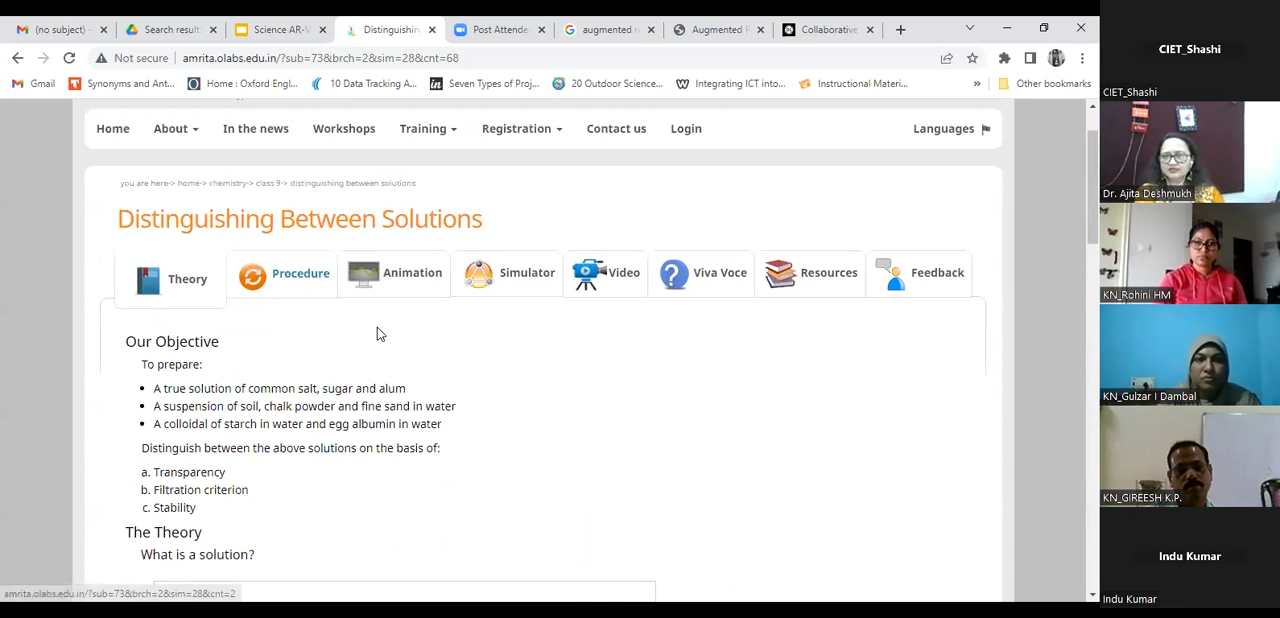 (no subject) -
Search result
Science AR-V
Distinguishin
Post Attende
augmented r
Augmented R
Collaborative
Not secure
amrita.olabs.edu.in/?sub=73&brch=2&sim=28&cnt=68
Gmail
Synonyms and Ant...
Home : Oxford Engl...
10 Data Tracking A...
Seven Types of Proj...
20 Outdoor Science...
Integrating ICT into...
Instructional Materi...
»
Other bookmarks
Home
About
In the news
Workshops
Training
Registration
Contact us
Login
Languages
you are here-> home-> chemistry-> class 9-> distinguishing between solutions
Distinguishing Between Solutions
Theory
Procedure
Animation
Simulator
Video
Viva Voce
Resources
Feedback
Our Objective
To prepare:
• A true solution of common salt, sugar and alum
• A suspension of soil, chalk powder and fine sand in water
• A colloidal of starch in water and egg albumin in water
Distinguish between the above solutions on the basis of:
a. Transparency
b. Filtration criterion
c. Stability
The Theory
What is a solution?
amrita.olabs.edu.in/?sub=73&brch=2&sim=28&cnt=2
CIET_Shashi
CIET_Shashi
Dr. Ajita Deshmukh
KN_Rohini HM
KN_Gulzar I Dambal
KN_GIREESH K.P.
Indu Kumar
Indu Kumar